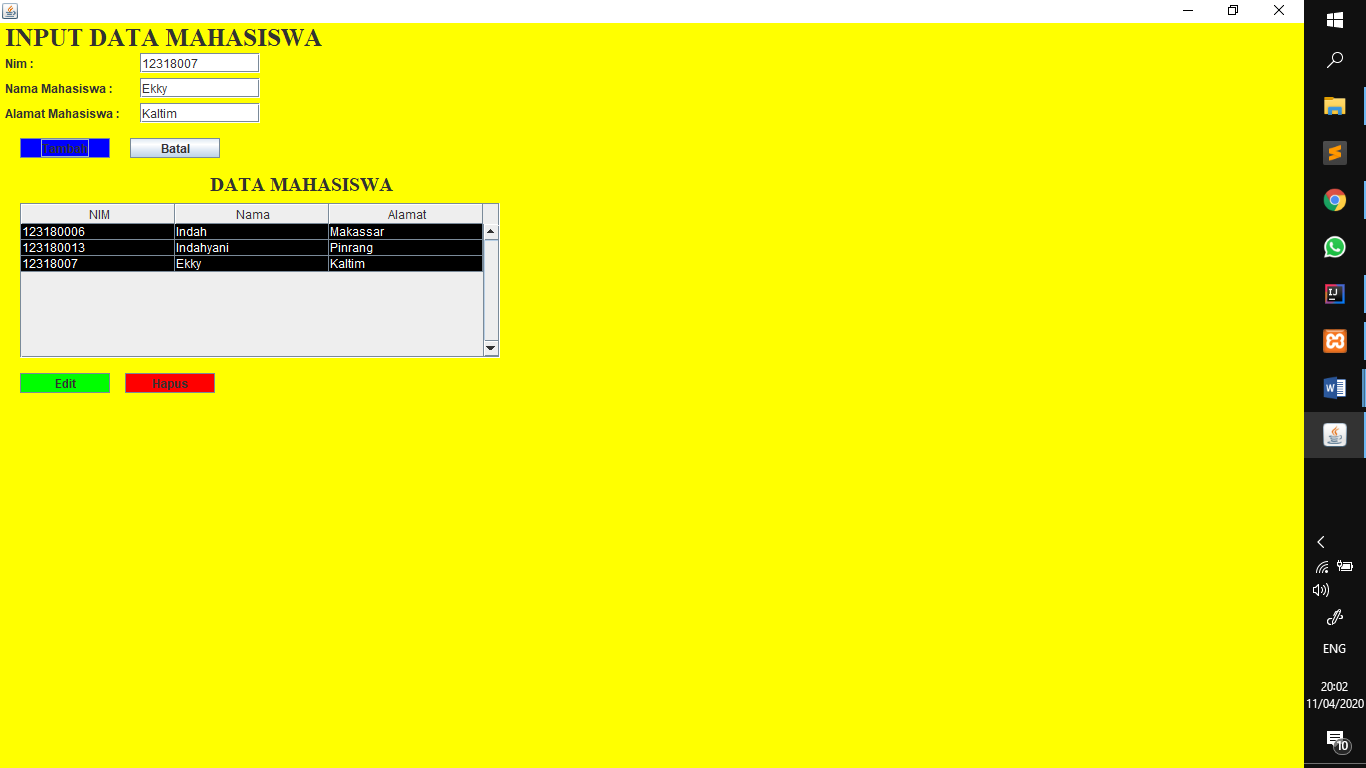 INPUT DATA MAHASISWA
Nim : 12318007
Nama Mahasiswa : Ekky
Alamat Mahasiswa : Kaltim
Tambah Batal
DATA MAHASISWA
NIM Nama Alamat
123180006 Indah Makassar
123180013 Indahyani Pinrang
12318007 Ekky Kaltim
Edit Hapus
IJ
W
ENG
20:02
11/04/2020
10